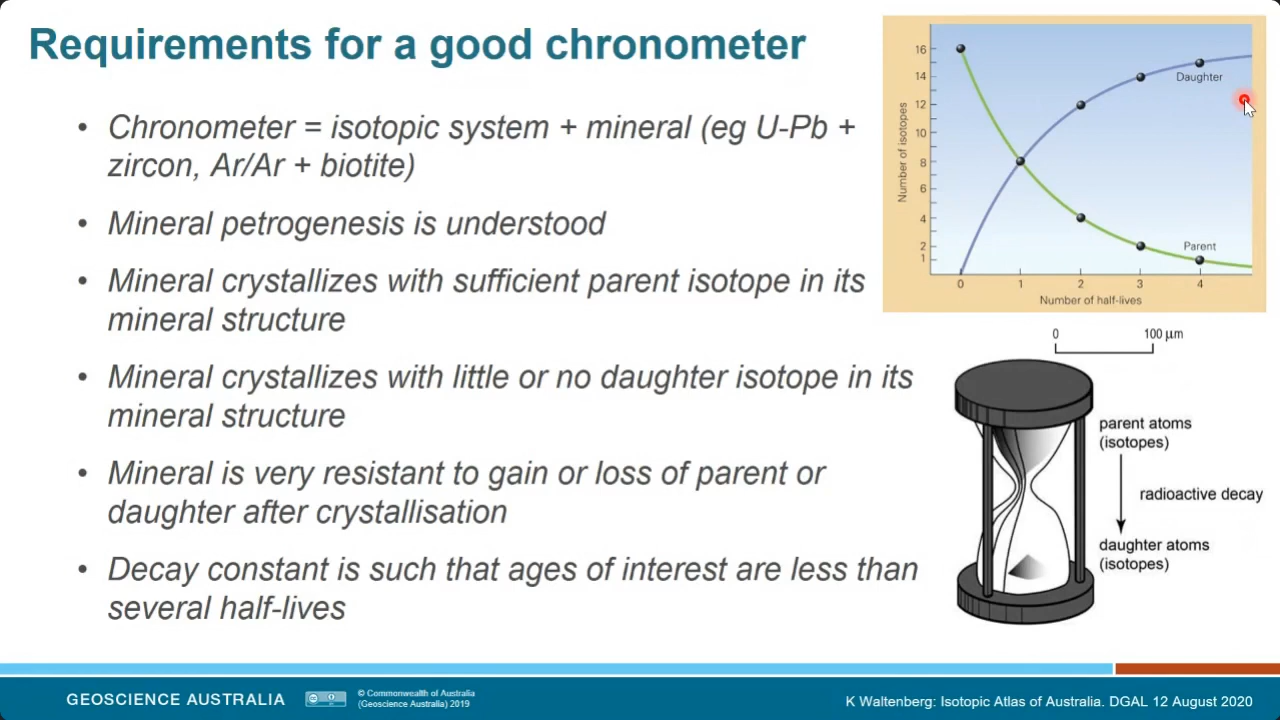 Requirements for a good chronometer
• Chronometer = isotopic system + mineral (eg U-Pb +
zircon, Ar/Ar + biotite)
• Mineral petrogenesis is understood
• Mineral crystallizes with sufficient parent isotope in its
mineral structure
• Mineral crystallizes with little or no daughter isotope in its
mineral structure
• Mineral is very resistant to gain or loss of parent or
daughter after crystallisation
• Decay constant is such that ages of interest are less than
several half-lives
Number of isotopes
16
14
12
10
8
6
4
2
1
Daughter
Parent
0 1 2 3 4
Number of half-lives
0 100 µm
parent atoms
(isotopes)
radioactive decay
daughter atoms
(isotopes)
GEOSCIENCE AUSTRALIA
© Commonwealth of Australia
(Geoscience Australia) 2019
K Waltenberg: Isotopic Atlas of Australia. DGAL 12 August 2020